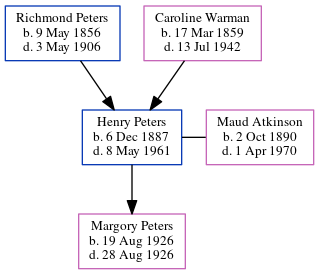 Richmond Peters
b. 9 May 1856
d. 3 May 1906
Caroline Warman
b. 17 Mar 1859
d. 13 Jul 1942
Henry Peters
b. 6 Dec 1887
d. 8 May 1961
Maud Atkinson
b. 2 Oct 1890
d. 1 Apr 1970
Margory Peters
b. 19 Aug 1926
d. 28 Aug 1926